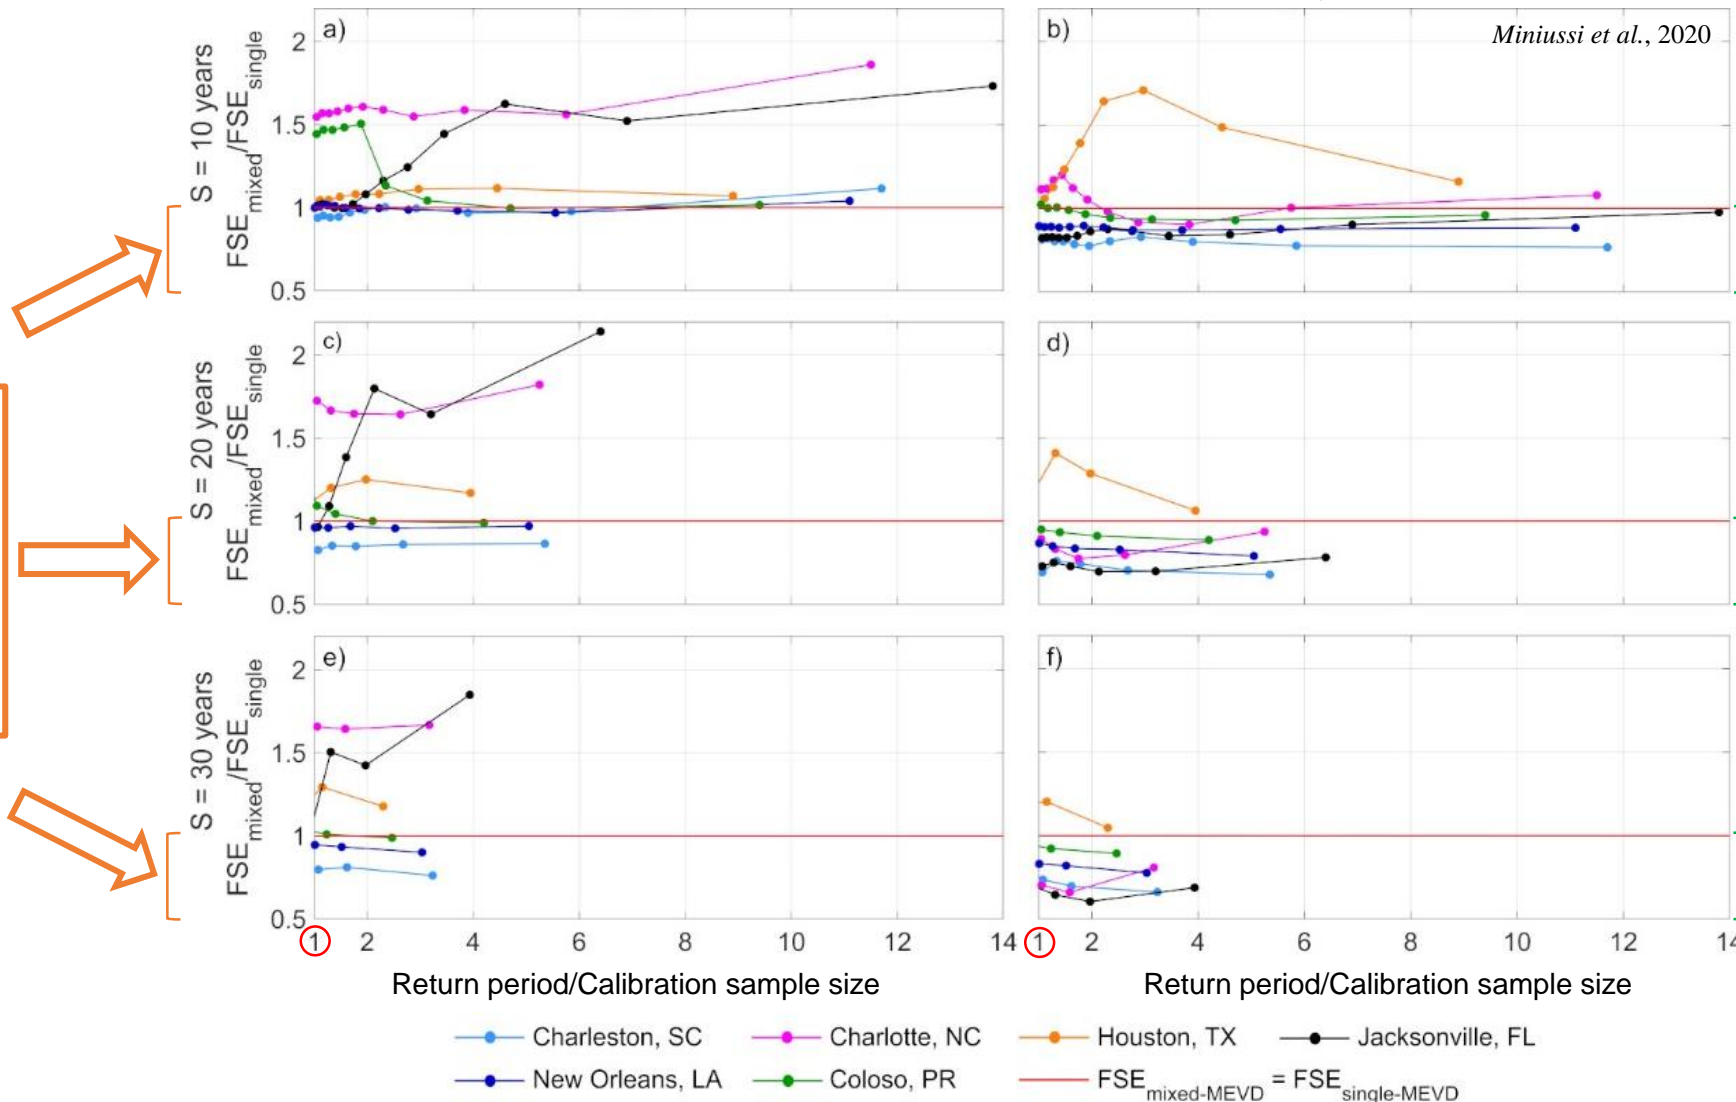 Miniussi et al., 2020
a)
b)
S = 10 years
FSEmixed/FSEsingle
2
1.5
1
0.5
c)
d)
S = 20 years
FSEmixed/FSEsingle
2
1.5
1
0.5
e)
f)
S = 30 years
FSEmixed/FSEsingle
2
1.5
1
0.5
1 2 4 6 8 10 12 14
1 2 4 6 8 10 12 14
Return period/Calibration sample size
Return period/Calibration sample size
Charleston, SC
Charlotte, NC
Houston, TX
Jacksonville, FL
New Orleans, LA
Coloso, PR
FSEmixed-MEVD = FSEsingle-MEVD